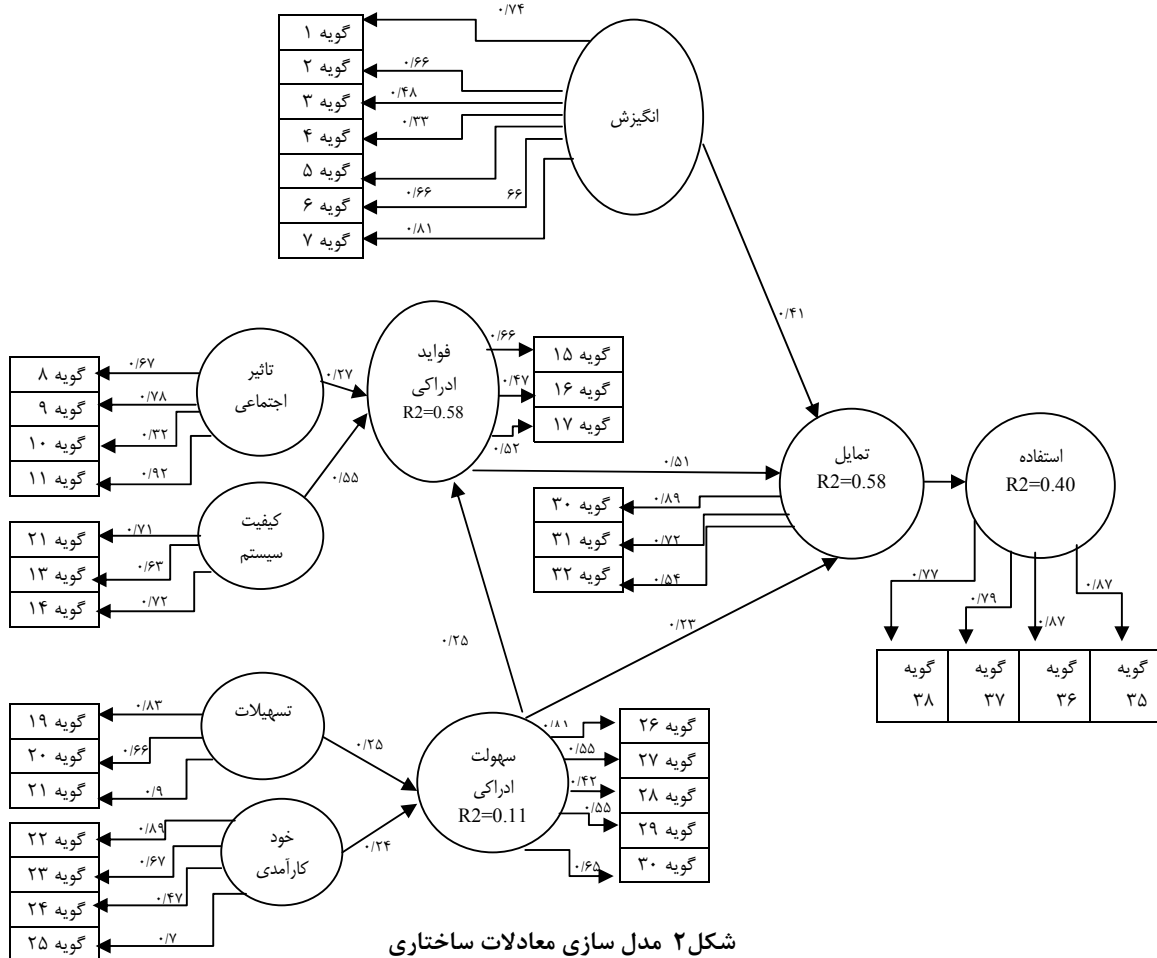 ۰/۷۴
گویه ۱
گویه ۲
گویه ۳
گویه ۴
گویه ۵
گویه ۶
گویه ۷
۰/۶۶
۰/۴۸
۰/۳۳
۰/۶۶
۶۶
۰/۸۱
انگیزش
۰/۴۱
گویه ۸
گویه ۹
گویه ۱۰
گویه ۱۱
۰/۶۷
۰/۷۸
۰/۳۲
۰/۹۲
تاثیر
اجتماعی
۰/۲۷
فواید
ادراکی
R2=0.58
۰/۶۶
۰/۴۷
۰/۵۲
گویه ۱۵
گویه ۱۶
گویه ۱۷
گویه ۲۱
گویه ۱۳
گویه ۱۴
۰/۷۱
۰/۶۳
۰/۷۲
کیفیت
سیستم
۰/۵۵
۰/۵۱
تمایل
R2=0.58
استفاده
R2=0.40
گویه ۳۰
گویه ۳۱
گویه ۳۲
۰/۸۹
۰/۷۲
۰/۵۴
۰/۷۷
۰/۷۹
۰/۸۷
۰/۸۷
گویه
۳۸
گویه
۳۷
گویه
۳۶
گویه
۳۵
۰/۲۵
۰/۲۳
گویه ۱۹
گویه ۲۰
گویه ۲۱
۰/۸۳
۰/۶۶
۰/۹
تسهیلات
۰/۲۵
سهولت
ادراکی
R2=0.11
۰/۸۱
۰/۵۵
۰/۴۲
۰/۵۵
۰/۶۵
گویه ۲۶
گویه ۲۷
گویه ۲۸
گویه ۲۹
گویه ۳۰
گویه ۲۲
گویه ۲۳
گویه ۲۴
گویه ۲۵
۰/۸۹
۰/۶۷
۰/۴۷
۰/۷
خود
کارآمدی
۰/۲۴
شکل۲ مدل سازی معادلات ساختاری